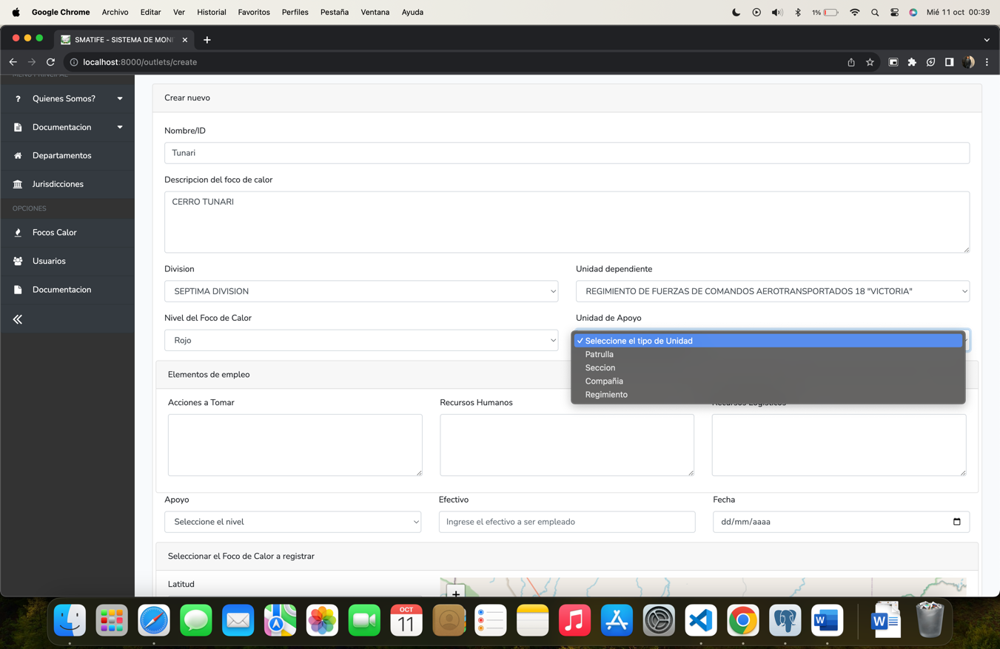 Google Chrome Archivo Editar Ver Historial Favoritos Perfiles Pestaña Ventana Ayuda 1% Mié 11 oct 00:39
SMATIFE - SISTEMA DE MONI
localhost:8000/outlets/create
MENU PRINCIPAL
Quienes Somos?
Documentacion
Departamentos
Jurisdicciones
OPCIONES
Focos Calor
Usuarios
Documentacion
Crear nuevo
Nombre/ID
Tunari
Descripcion del foco de calor
CERRO TUNARI
Division Unidad dependiente
SEPTIMA DIVISION REGIMIENTO DE FUERZAS DE COMANDOS AEROTRANSPORTADOS 18 "VICTORIA"
Nivel del Foco de Calor Unidad de Apoyo
Rojo
✓ Seleccione el tipo de Unidad
Patrulla
Seccion
Compañia
Regimiento
Elementos de empleo
Acciones a Tomar Recursos Humanos Recursos Logisticos
Apoyo Efectivo Fecha
Seleccione el nivel Ingrese el efectivo a ser empleado dd/mm/aaaa
Seleccionar el Foco de Calor a registrar
Latitud
+
OCT
11
W
W